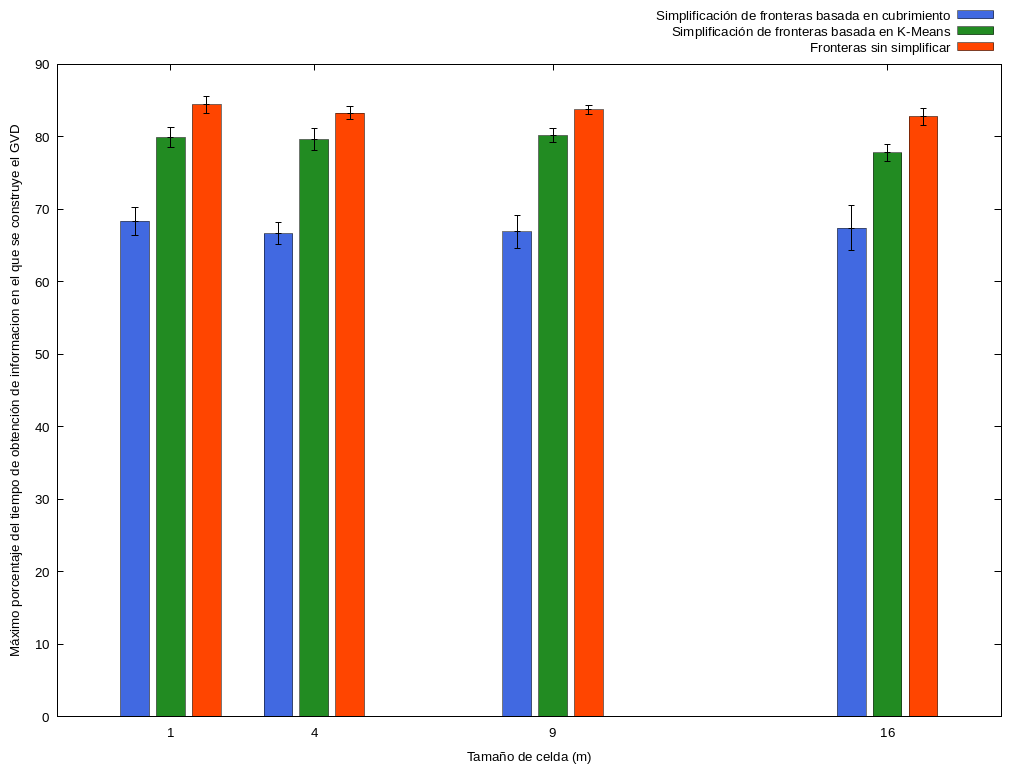 Simplificación de fronteras basada en cubrimiento
Simplificación de fronteras basada en K-Means
Fronteras sin simplificar
Máximo porcentaje del tiempo de obtención de informacion en el que se construye el GVD
90
80
70
60
50
40
30
20
10
0
1 4 9 16
Tamaño de celda (m)